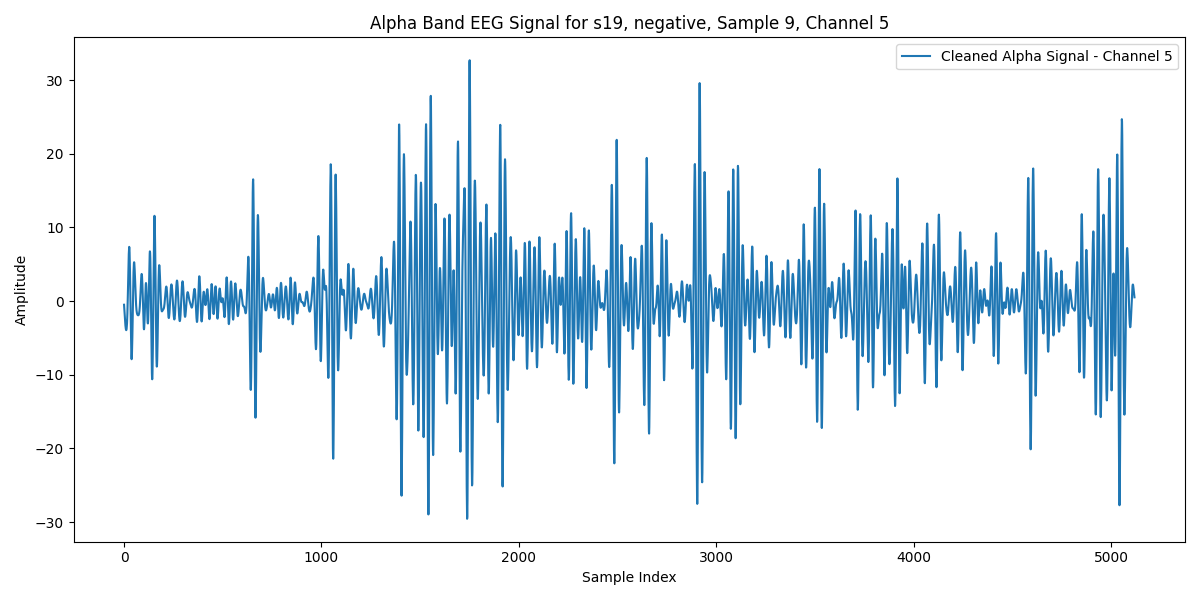 Alpha Band EEG Signal for s19, negative, Sample 9, Channel 5
Cleaned Alpha Signal - Channel 5
30
20
10
0
−10
−20
−30
Amplitude
0 1000 2000 3000 4000 5000
Sample Index